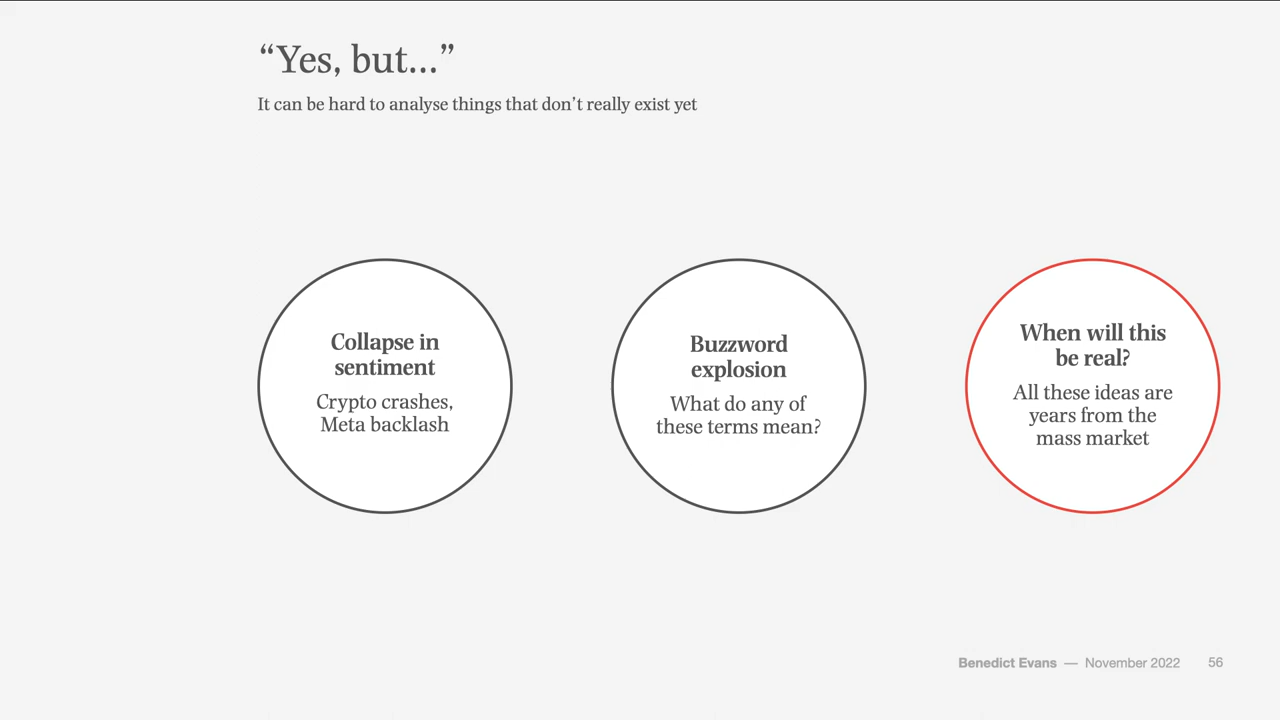 “Yes, but...”
It can be hard to analyse things that don’t really exist yet
Collapse in
sentiment
Crypto crashes,
Meta backlash
Buzzword
explosion
What do any of
these terms mean?
When will this
be real?
All these ideas are
years from the
mass market
Benedict Evans — November 2022 56